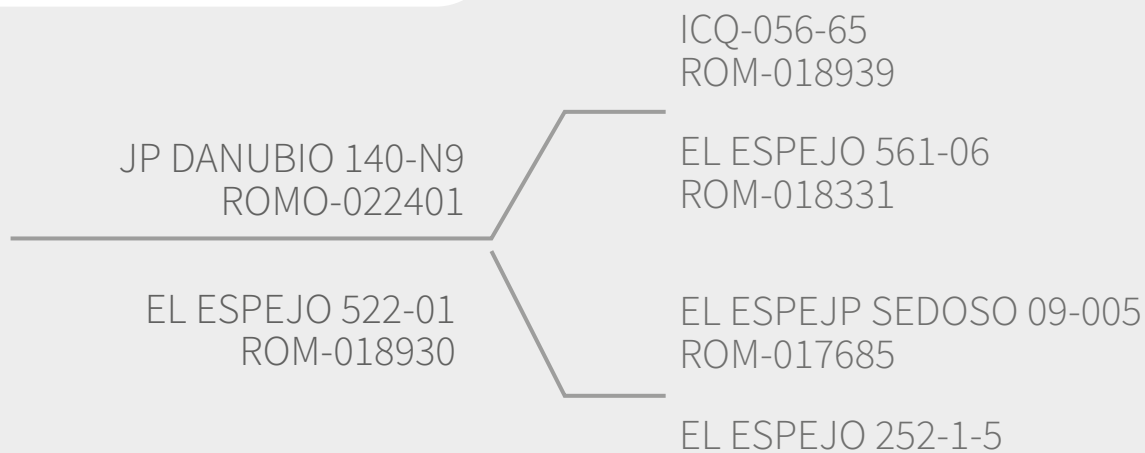 JP DANUBIO 140-N9
ROMO-022401
EL ESPEJO 522-01
ROM-018930
ICQ-056-65
ROM-018939
EL ESPEJO 561-06
ROM-018331
EL ESPEJP SEDOSO 09-005
ROM-017685
EL ESPEJO 252-1-5